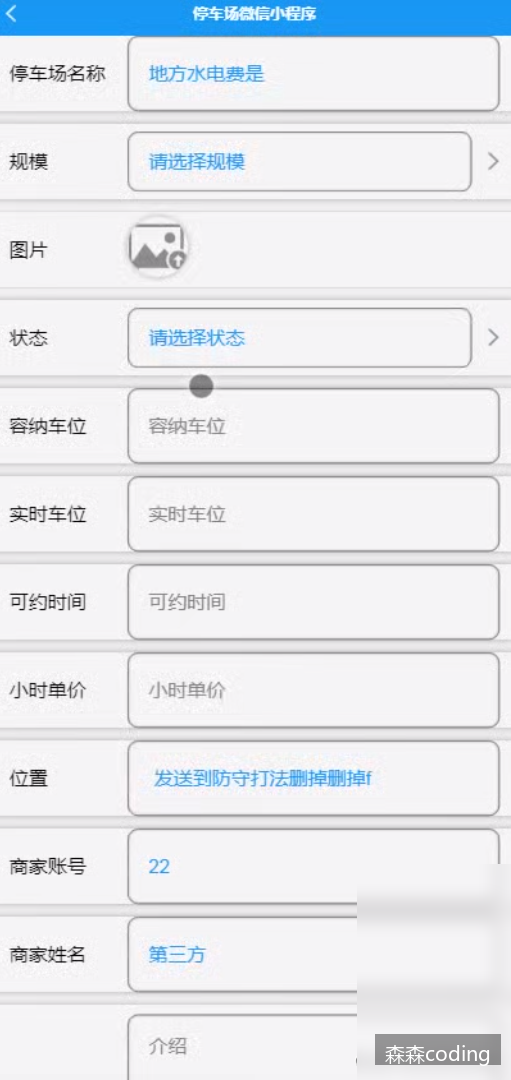 停车场微信小程序
停车场名称 地方水电费是
规模 请选择规模
图片
状态 请选择状态
容纳车位 容纳车位
实时车位 实时车位
可约时间 可约时间
小时单价 小时单价
位置 发送到防守打法删掉删掉f
商家账号 22
商家姓名 第三方
介绍
森森coding